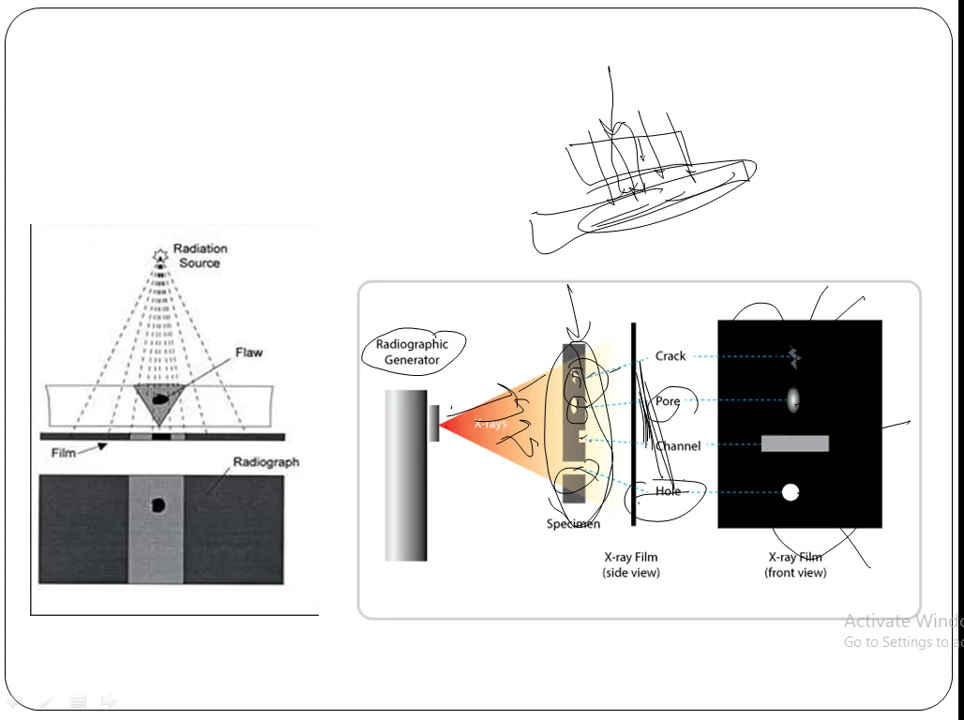 Radiation
Source
Flaw
Film
Radiograph
Radiographic
Generator
X-rays
Specimen
Crack
Pore
Channel
Hole
X-ray Film
(side view)
X-ray Film
(front view)
Activate Windo
Go to Settings to a